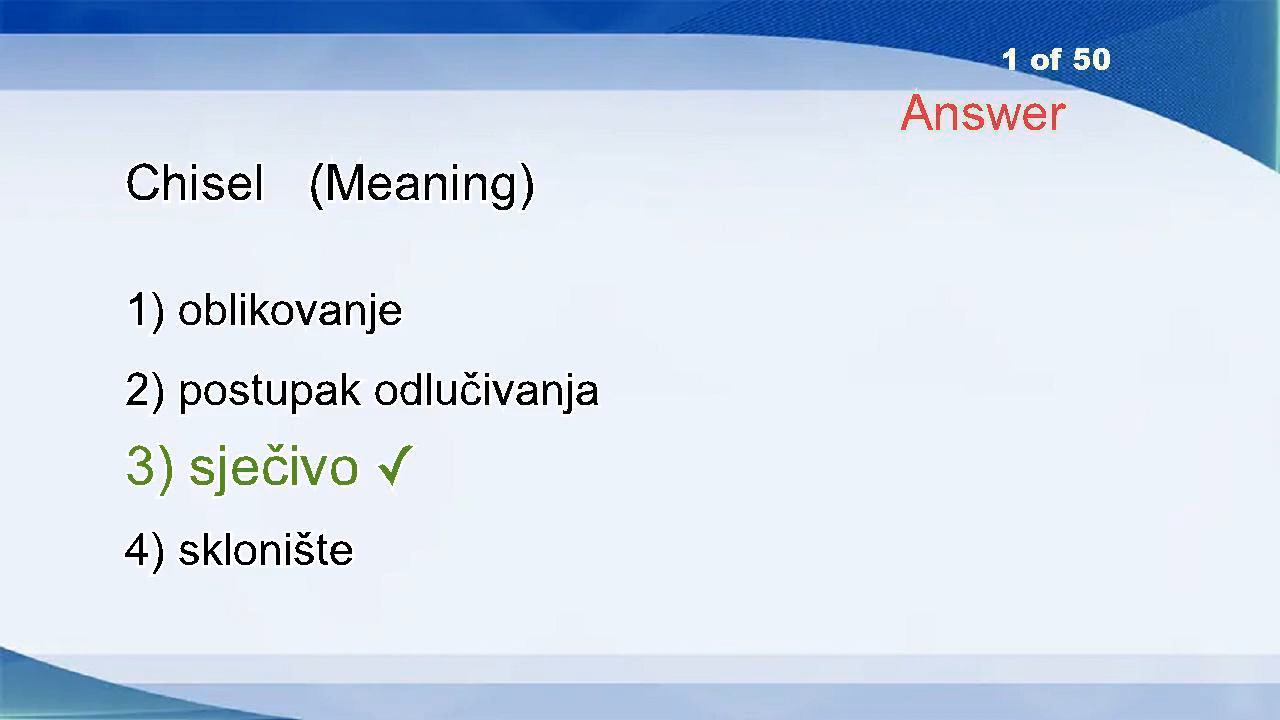 1 of 50
Answer
Chisel (Meaning)
1) oblikovanje
2) postupak odlučivanja
3) sječivo ✓
4) sklonište